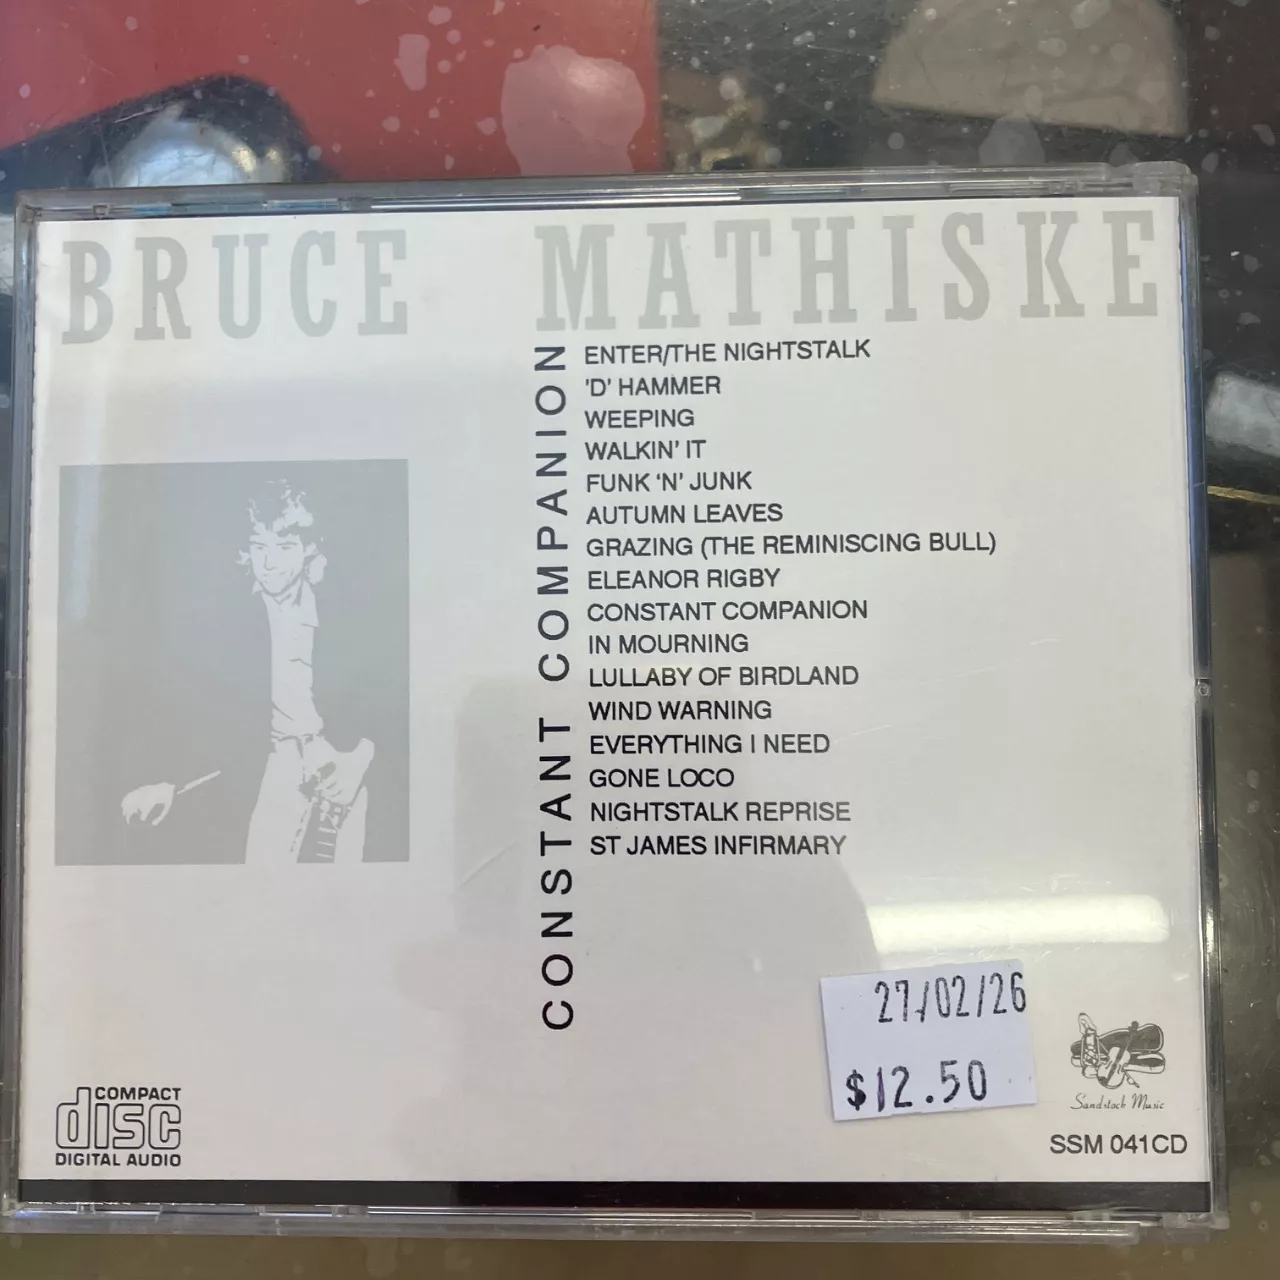 BRUCE MATHISKE
CONSTANT COMPANION
ENTER/THE NIGHTSTALK
'D' HAMMER
WEEPING
WALKIN' IT
FUNK 'N' JUNK
AUTUMN LEAVES
GRAZING (THE REMINISCING BULL)
ELEANOR RIGBY
CONSTANT COMPANION
IN MOURNING
LULLABY OF BIRDLAND
WIND WARNING
EVERYTHING I NEED
GONE LOCO
NIGHTSTALK REPRISE
ST JAMES INFIRMARY
27/02/26
$12.50
COMPACT
disc
DIGITAL AUDIO
Sandstock Music
SSM 041CD